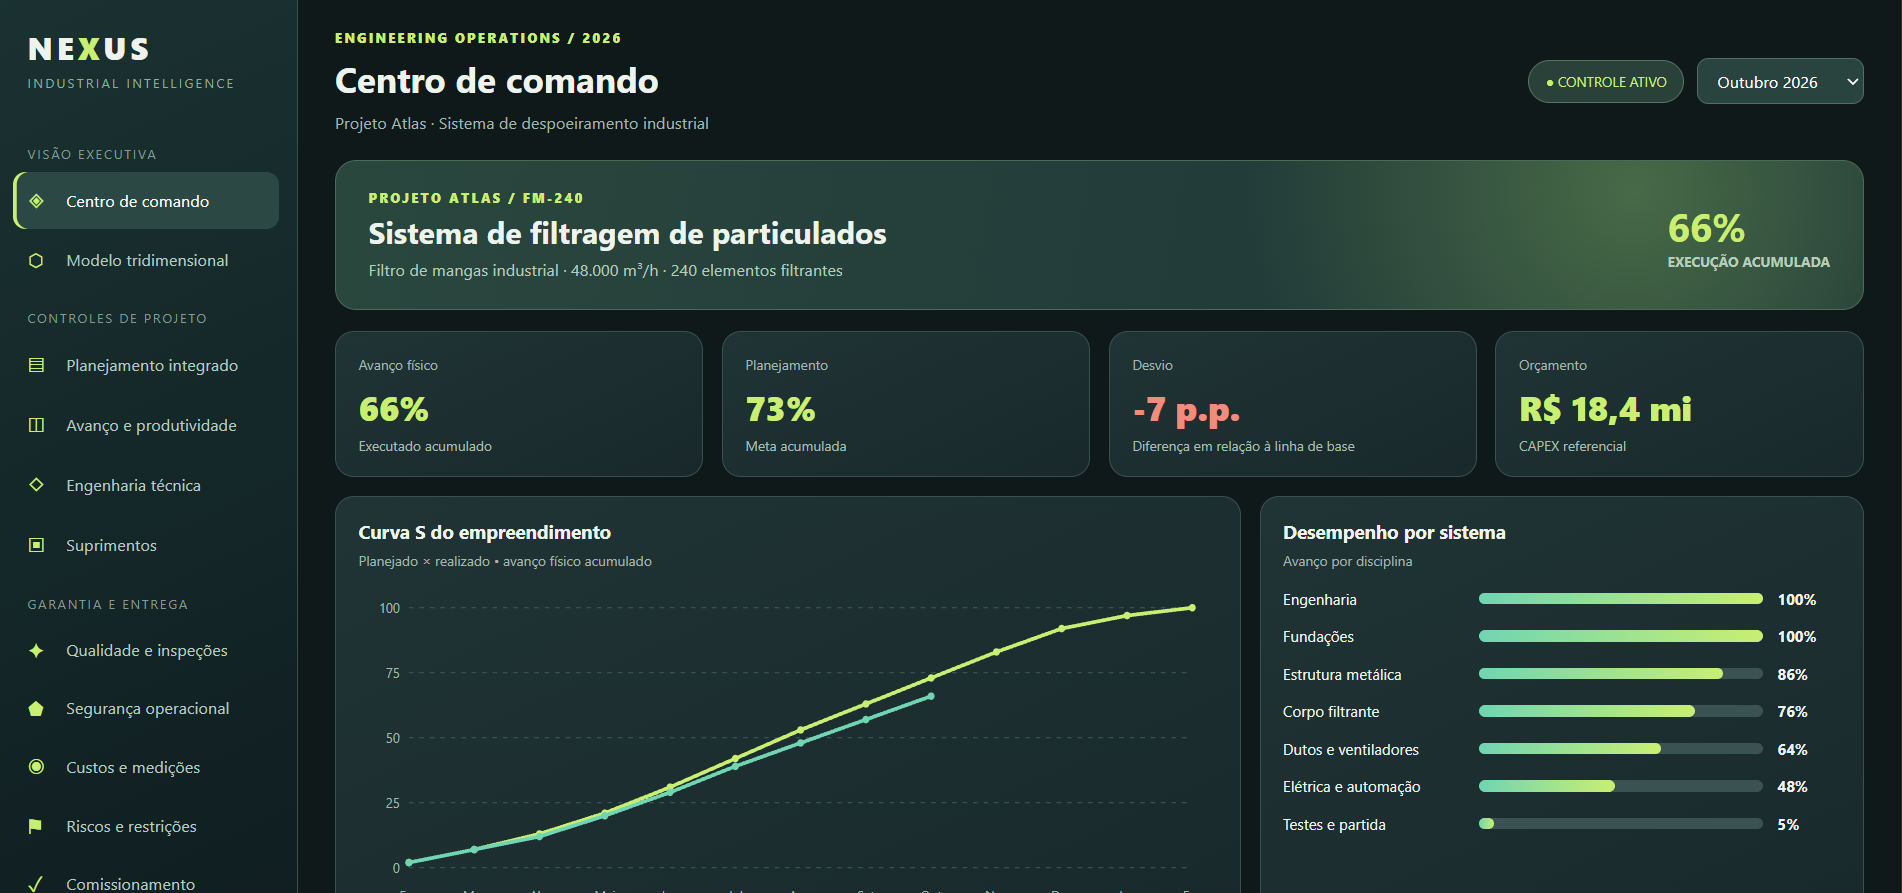 NEXUS
INDUSTRIAL INTELLIGENCE
VISÃO EXECUTIVA
Centro de comando
Modelo tridimensional
CONTROLES DE PROJETO
Planejamento integrado
Avanço e produtividade
Engenharia técnica
Suprimentos
GARANTIA E ENTREGA
Qualidade e inspeções
Segurança operacional
Custos e medições
Riscos e restrições
Comissionamento
ENGINEERING OPERATIONS / 2026
Centro de comando
Projeto Atlas · Sistema de despoeiramento industrial
● CONTROLE ATIVO
Outubro 2026
PROJETO ATLAS / FM-240
Sistema de filtragem de particulados
Filtro de mangas industrial · 48.000 m³/h · 240 elementos filtrantes
66%
EXECUÇÃO ACUMULADA
Avanço físico
66%
Executado acumulado
Planejamento
73%
Meta acumulada
Desvio
-7 p.p.
Diferença em relação à linha de base
Orçamento
R$ 18,4 mi
CAPEX referencial
Curva S do empreendimento
Planejado × realizado • avanço físico acumulado
100
75
50
25
0
Desempenho por sistema
Avanço por disciplina
Engenharia 100%
Fundações 100%
Estrutura metálica 86%
Corpo filtrante 76%
Dutos e ventiladores 64%
Elétrica e automação 48%
Testes e partida 5%